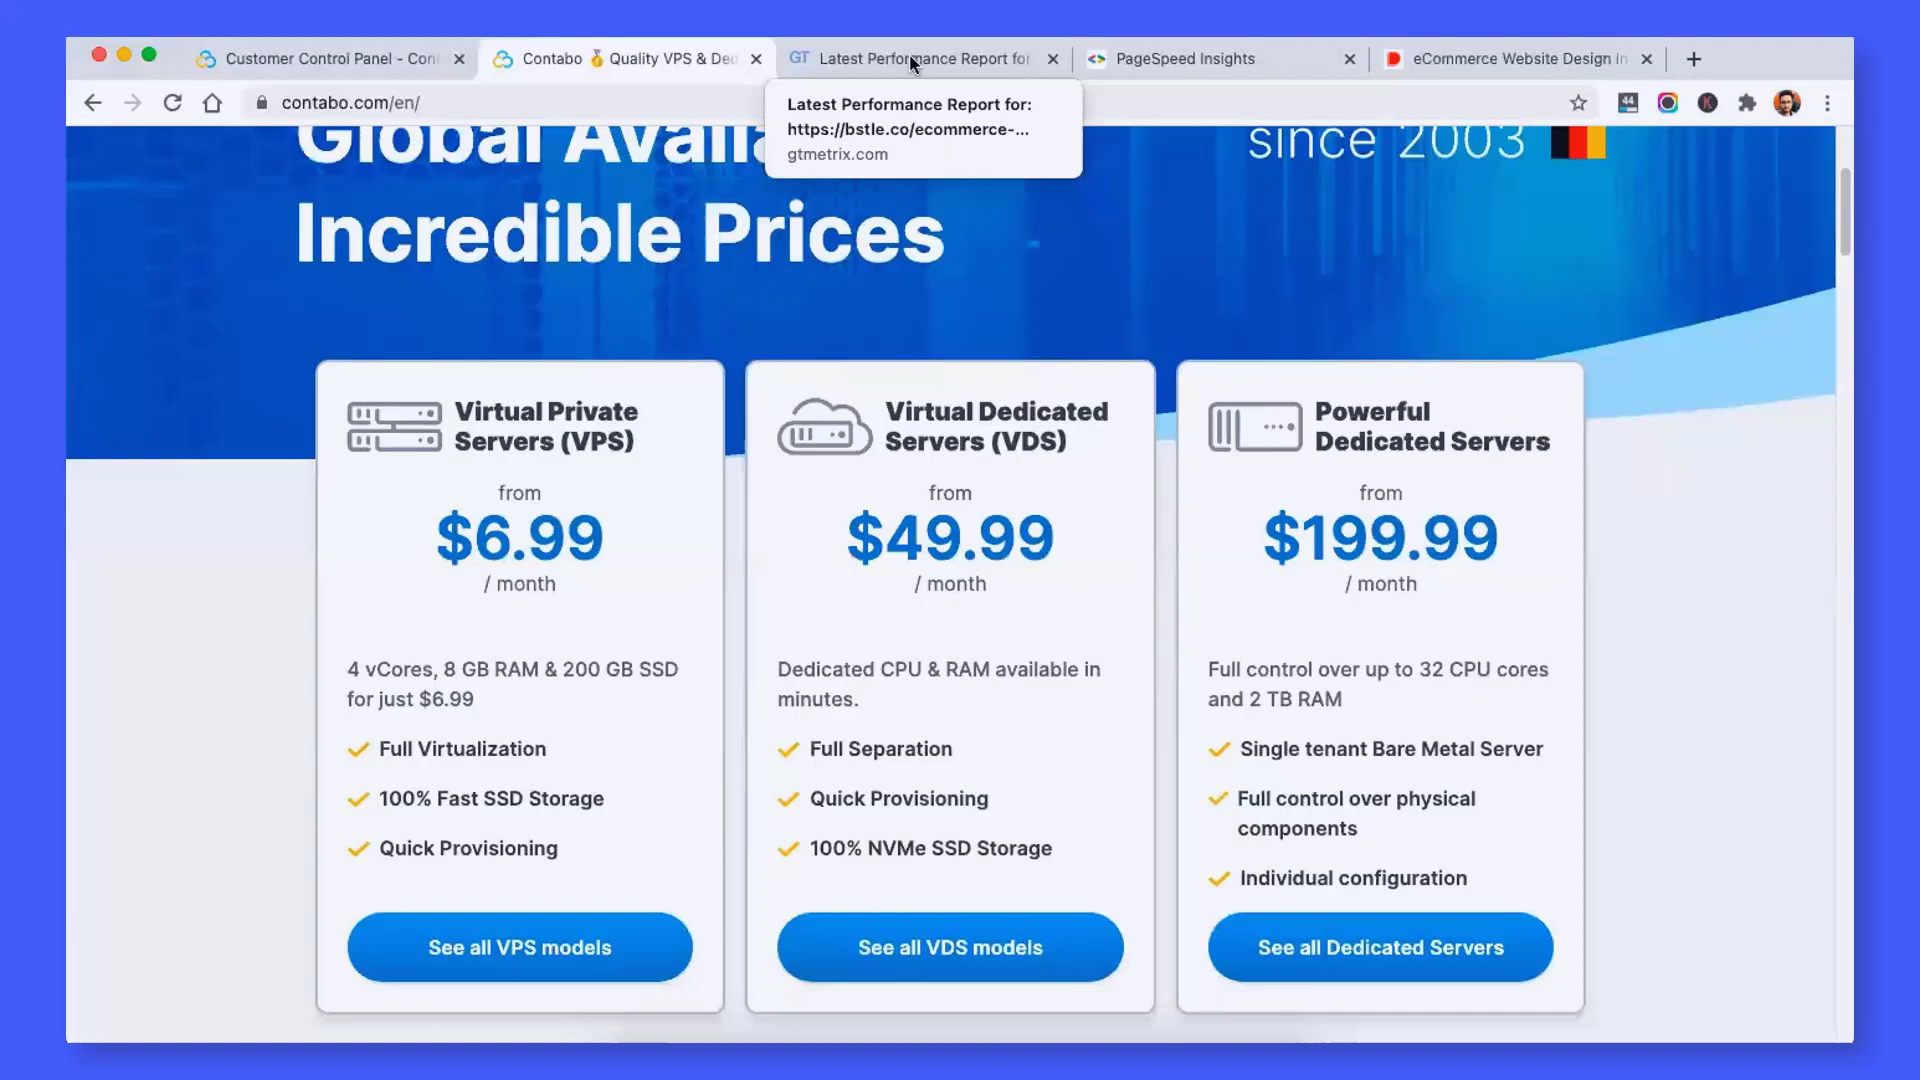 Customer Control Panel - Con
Contabo 🥇 Quality VPS & Ded
GT Latest Performance Report for
PageSpeed Insights
eCommerce Website Design in
contabo.com/en/
44
K
Latest Performance Report for:
https://bstle.co/ecommerce-...
gtmetrix.com
Global Availa
since 2003
Incredible Prices
Virtual Private
Servers (VPS)
from
$6.99
/ month
4 vCores, 8 GB RAM & 200 GB SSD
for just $6.99
Full Virtualization
100% Fast SSD Storage
Quick Provisioning
See all VPS models
Virtual Dedicated
Servers (VDS)
from
$49.99
/ month
Dedicated CPU & RAM available in
minutes.
Full Separation
Quick Provisioning
100% NVMe SSD Storage
See all VDS models
Powerful
Dedicated Servers
from
$199.99
/ month
Full control over up to 32 CPU cores
and 2 TB RAM
Single tenant Bare Metal Server
Full control over physical
components
Individual configuration
See all Dedicated Servers